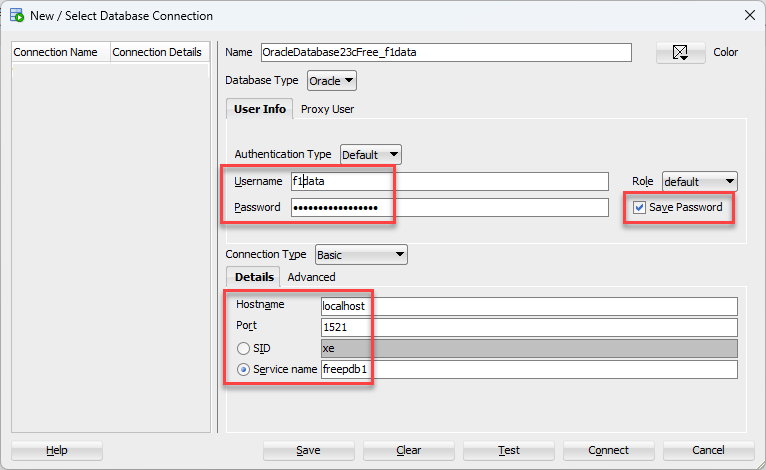 New / Select Database Connection
Connection Name Connection Details
Name OracleDatabase23cFree_f1data Color
Database Type Oracle
User Info Proxy User
Authentication Type Default
Username f1data Role default
Password ••••••••••••••••• Save Password
Connection Type Basic
Details Advanced
Hostname localhost
Port 1521
SID xe
Service name freepdb1
Help Save Clear Test Connect Cancel